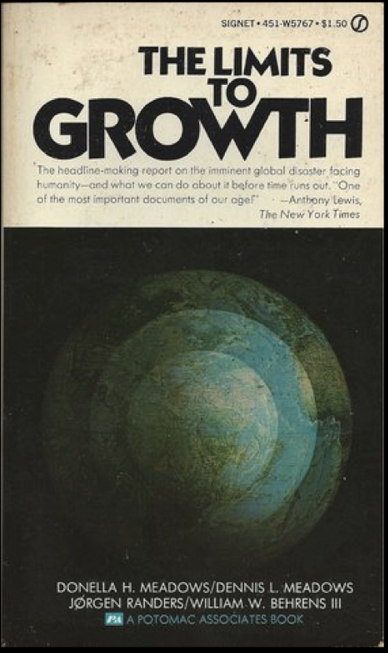 SIGNET • 451-W5767 • $1.50
THE LIMITS
TO
GROWTH
The headline-making report on the imminent global disaster facing
humanity—and what we can do about it before time runs out. "One
of the most important documents of our age!" —Anthony Lewis,
The New York Times
DONELLA H. MEADOWS/DENNIS L. MEADOWS
JØRGEN RANDERS/WILLIAM W. BEHRENS III
PA A POTOMAC ASSOCIATES BOOK